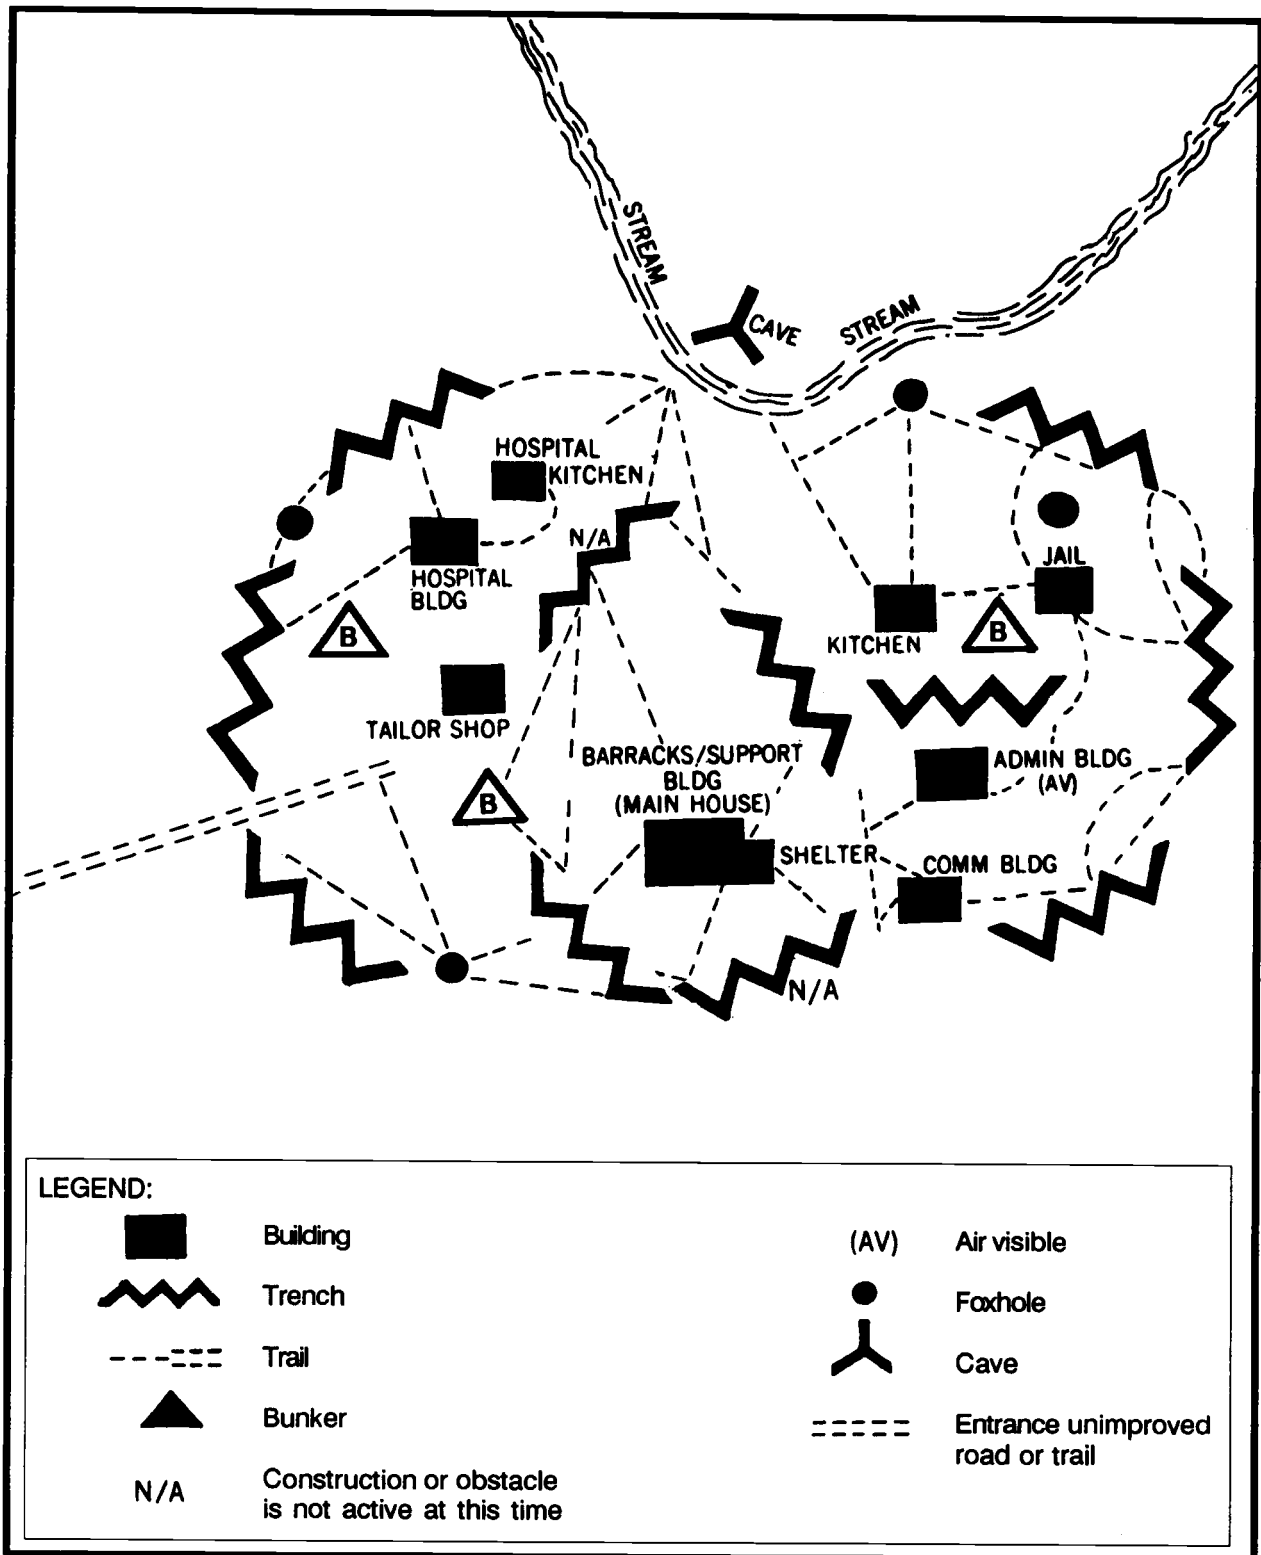 STREAM
CAVE
STREAM
HOSPITAL
KITCHEN
N/A
HOSPITAL
BLDG
B
JAIL
B
KITCHEN
TAILOR SHOP
BARRACKS/SUPPORT
BLDG
(MAIN HOUSE)
ADMIN BLDG
(AV)
B
SHELTER
COMM BLDG
N/A
LEGEND:
Building
Trench
Trail
Bunker
N/A Construction or obstacle
is not active at this time
(AV) Air visible
Foxhole
Cave
Entrance unimproved
road or trail